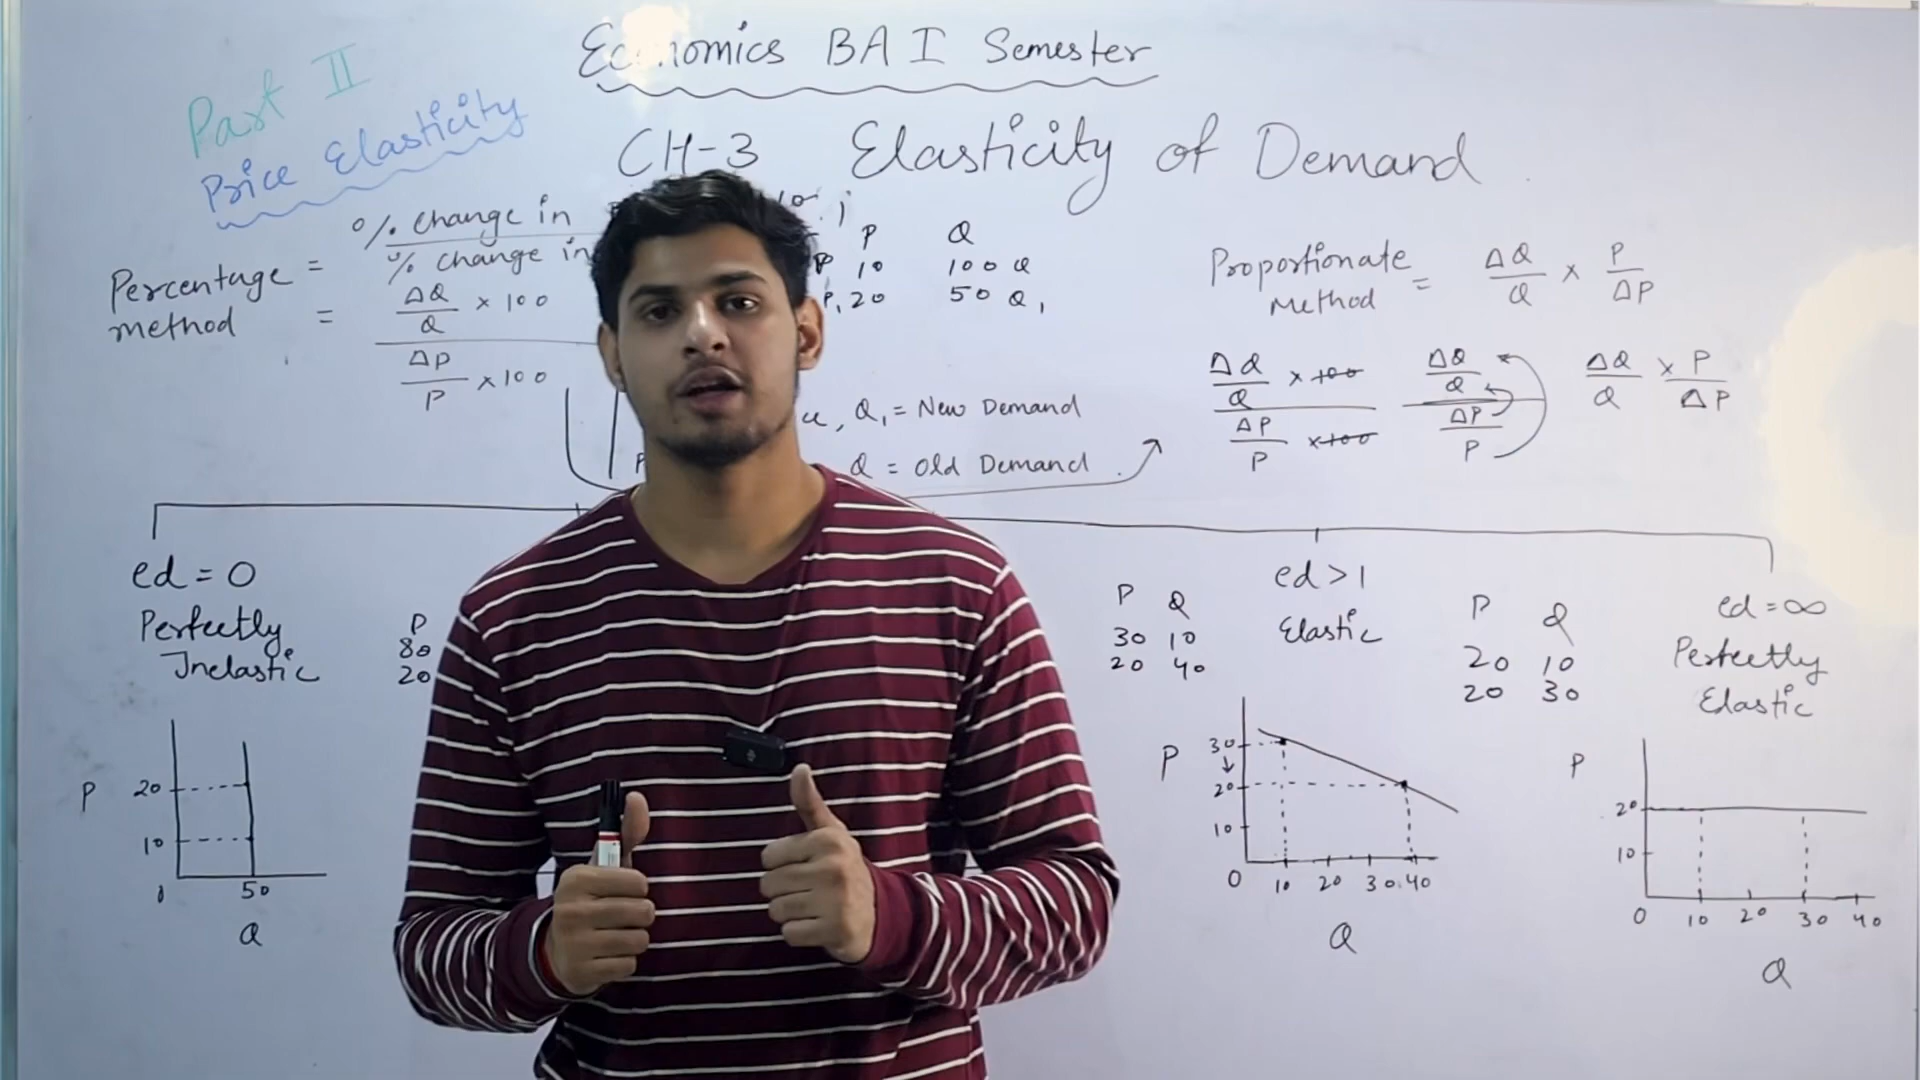 Economics BA I Semester
Part II
Price Elasticity
CH-3 Elasticity of Demand
Percentage method = % change in
% change in
= ΔQ/Q × 100
ΔP/P × 100
P Q
P 10 100 Q
P1 20 50 Q1
Q1 = New Demand
Q = Old Demand
Proportionate Method = ΔQ/Q × P/ΔP
ΔQ/Q × 100
ΔP/P × 100
ΔQ/Q
ΔP/P
ΔQ/Q × P/ΔP
ed = 0
Perfectly
Inelastic
P
80
20
P 20
10
0 50
Q
P Q
30 10
20 40
ed > 1
Elastic
P 30
20
10
0 10 20 30 40
Q
P Q
20 10
20 30
ed = ∞
Perfectly
Elastic
P
20
10
0 10 20 30 40
Q